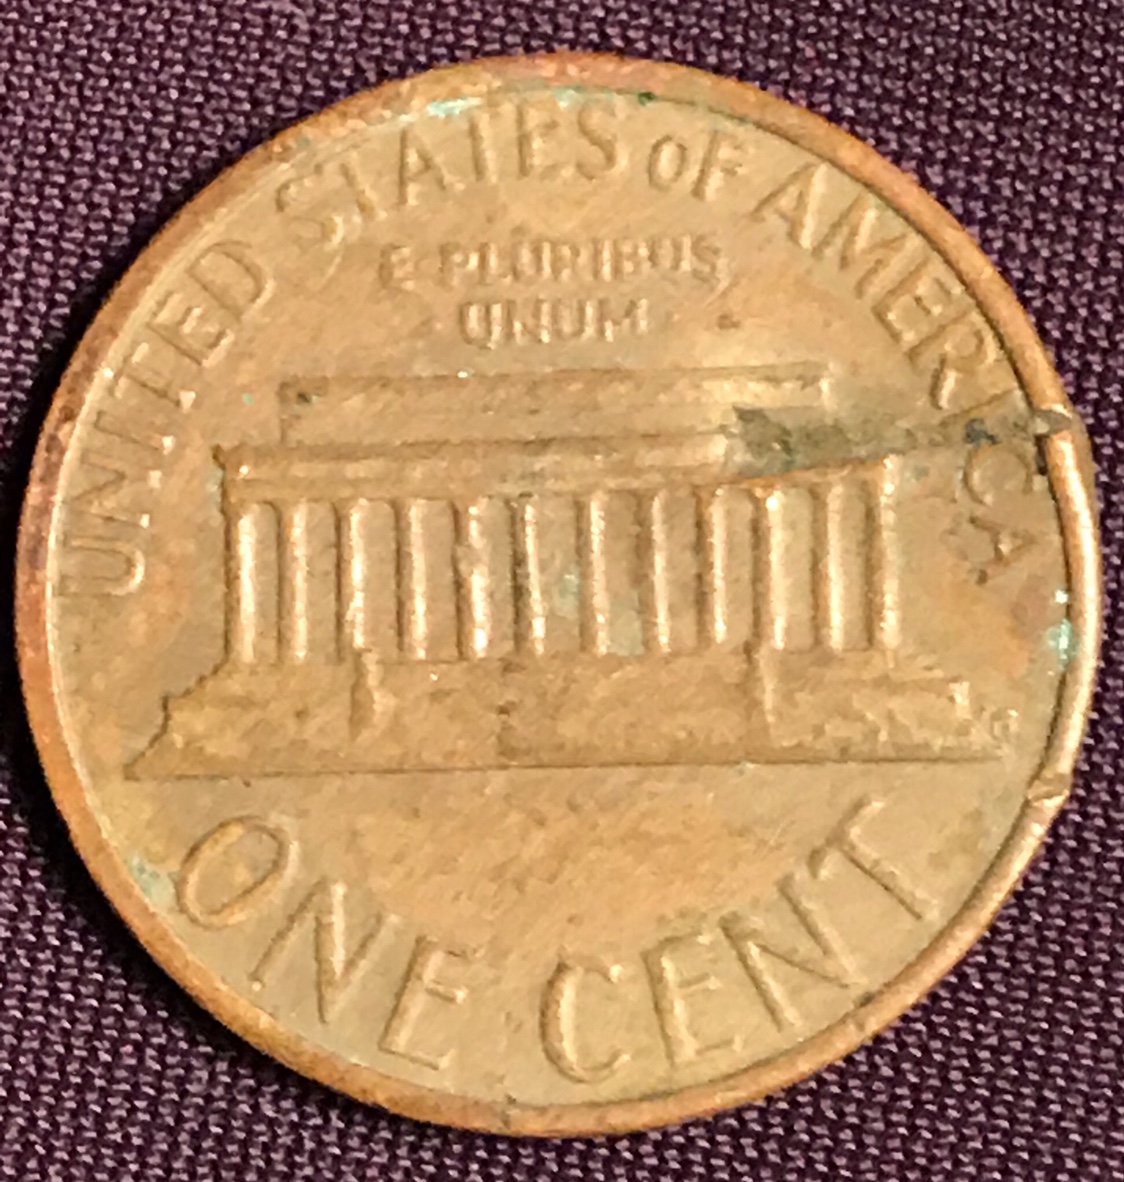 UNITED STATES OF AMERICA
E PLURIBUS
UNUM
ONE CENT